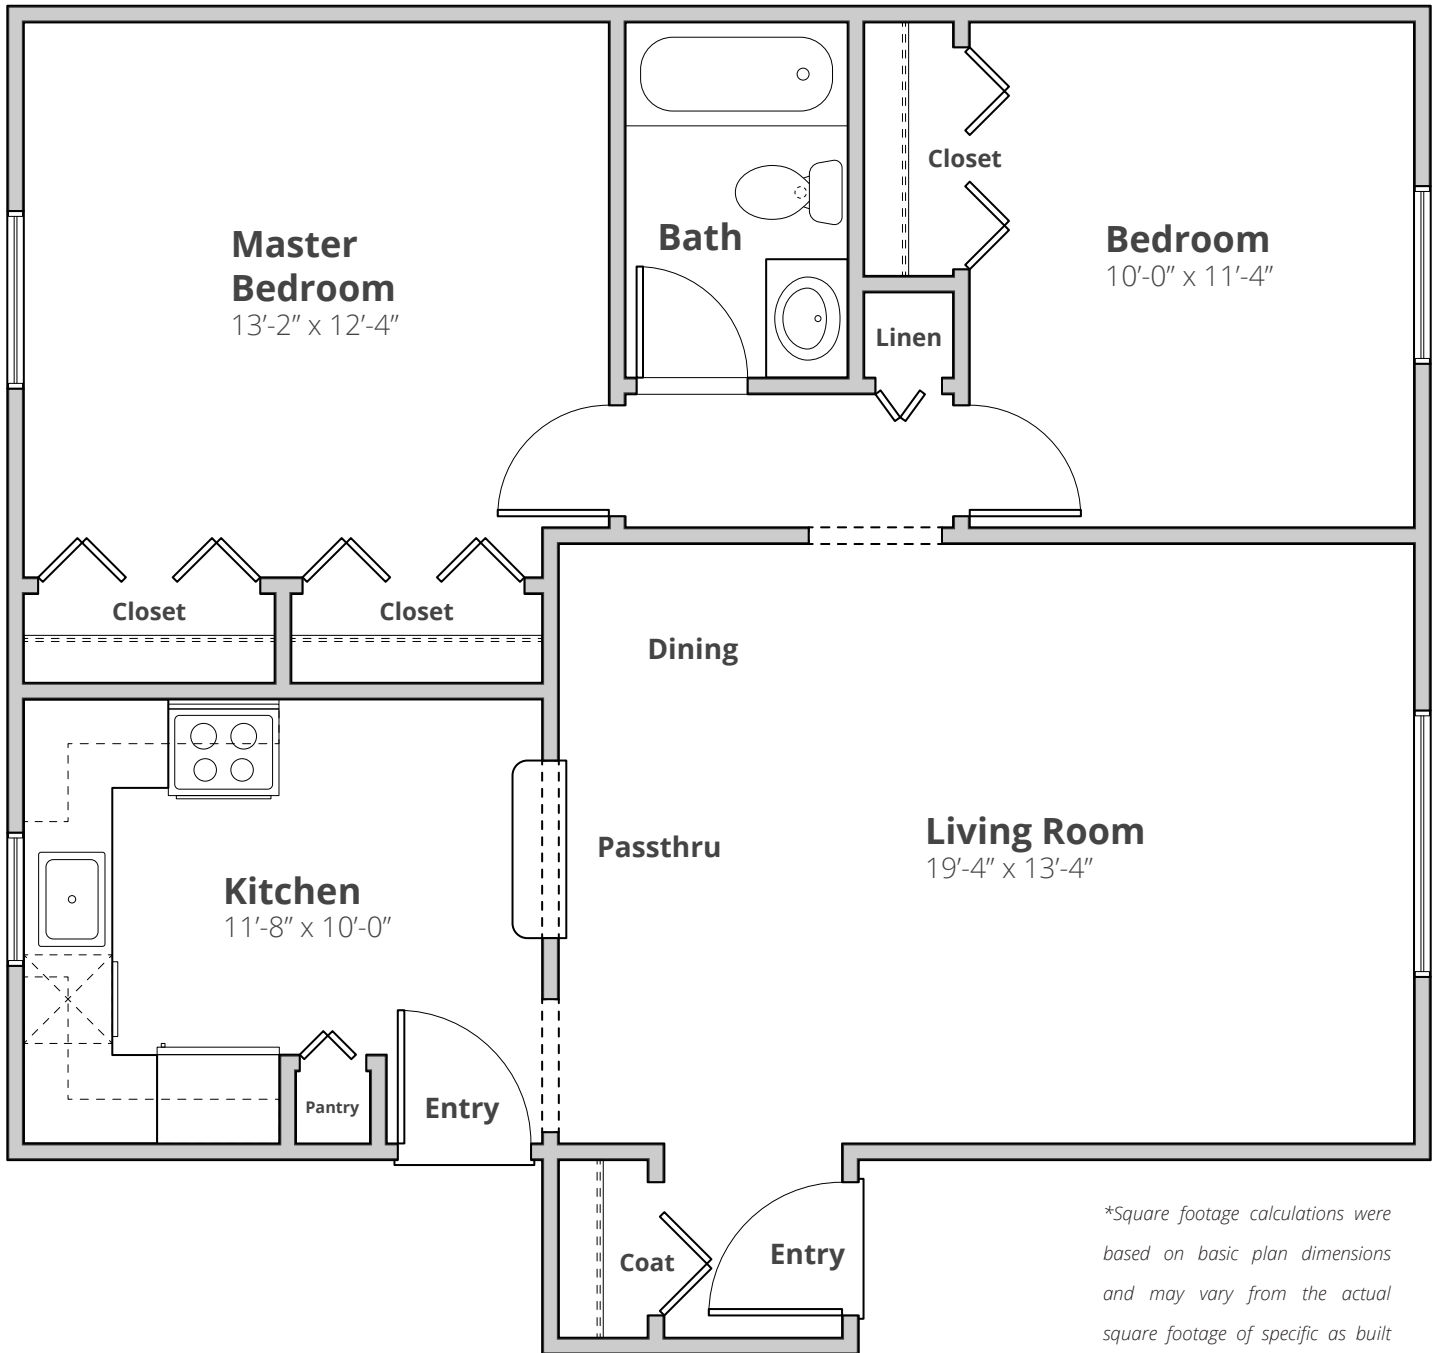 Master
Bedroom
13′-2″ x 12′-4″
Bath
Closet
Bedroom
10′-0″ x 11′-4″
Linen
Closet
Closet
Dining
Passthru
Living Room
19′-4″ x 13′-4″
Kitchen
11′-8″ x 10′-0″
Pantry
Entry
Coat
Entry
*Square footage calculations were
based on basic plan dimensions
and may vary from the actual
square footage of specific as built